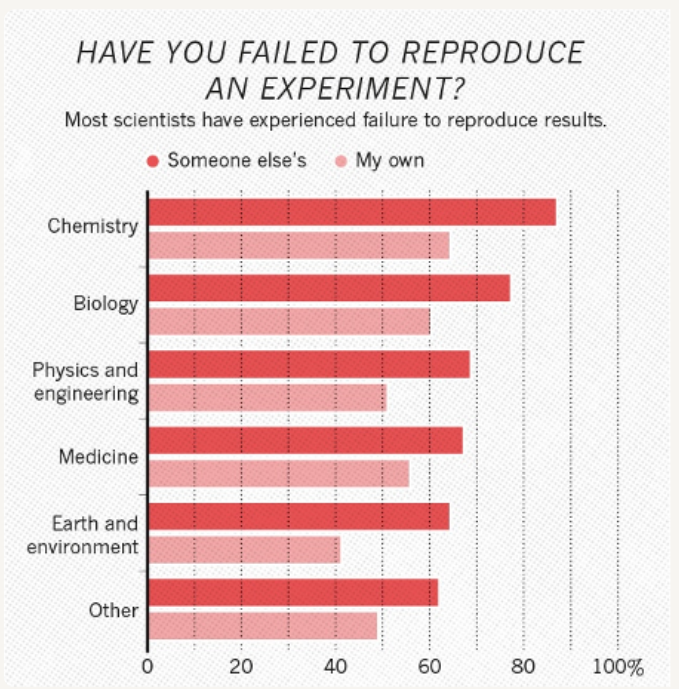 HAVE YOU FAILED TO REPRODUCE
AN EXPERIMENT?
Most scientists have experienced failure to reproduce results.
Someone else's My own
Chemistry
Biology
Physics and
engineering
Medicine
Earth and
environment
Other
0 20 40 60 80 100%